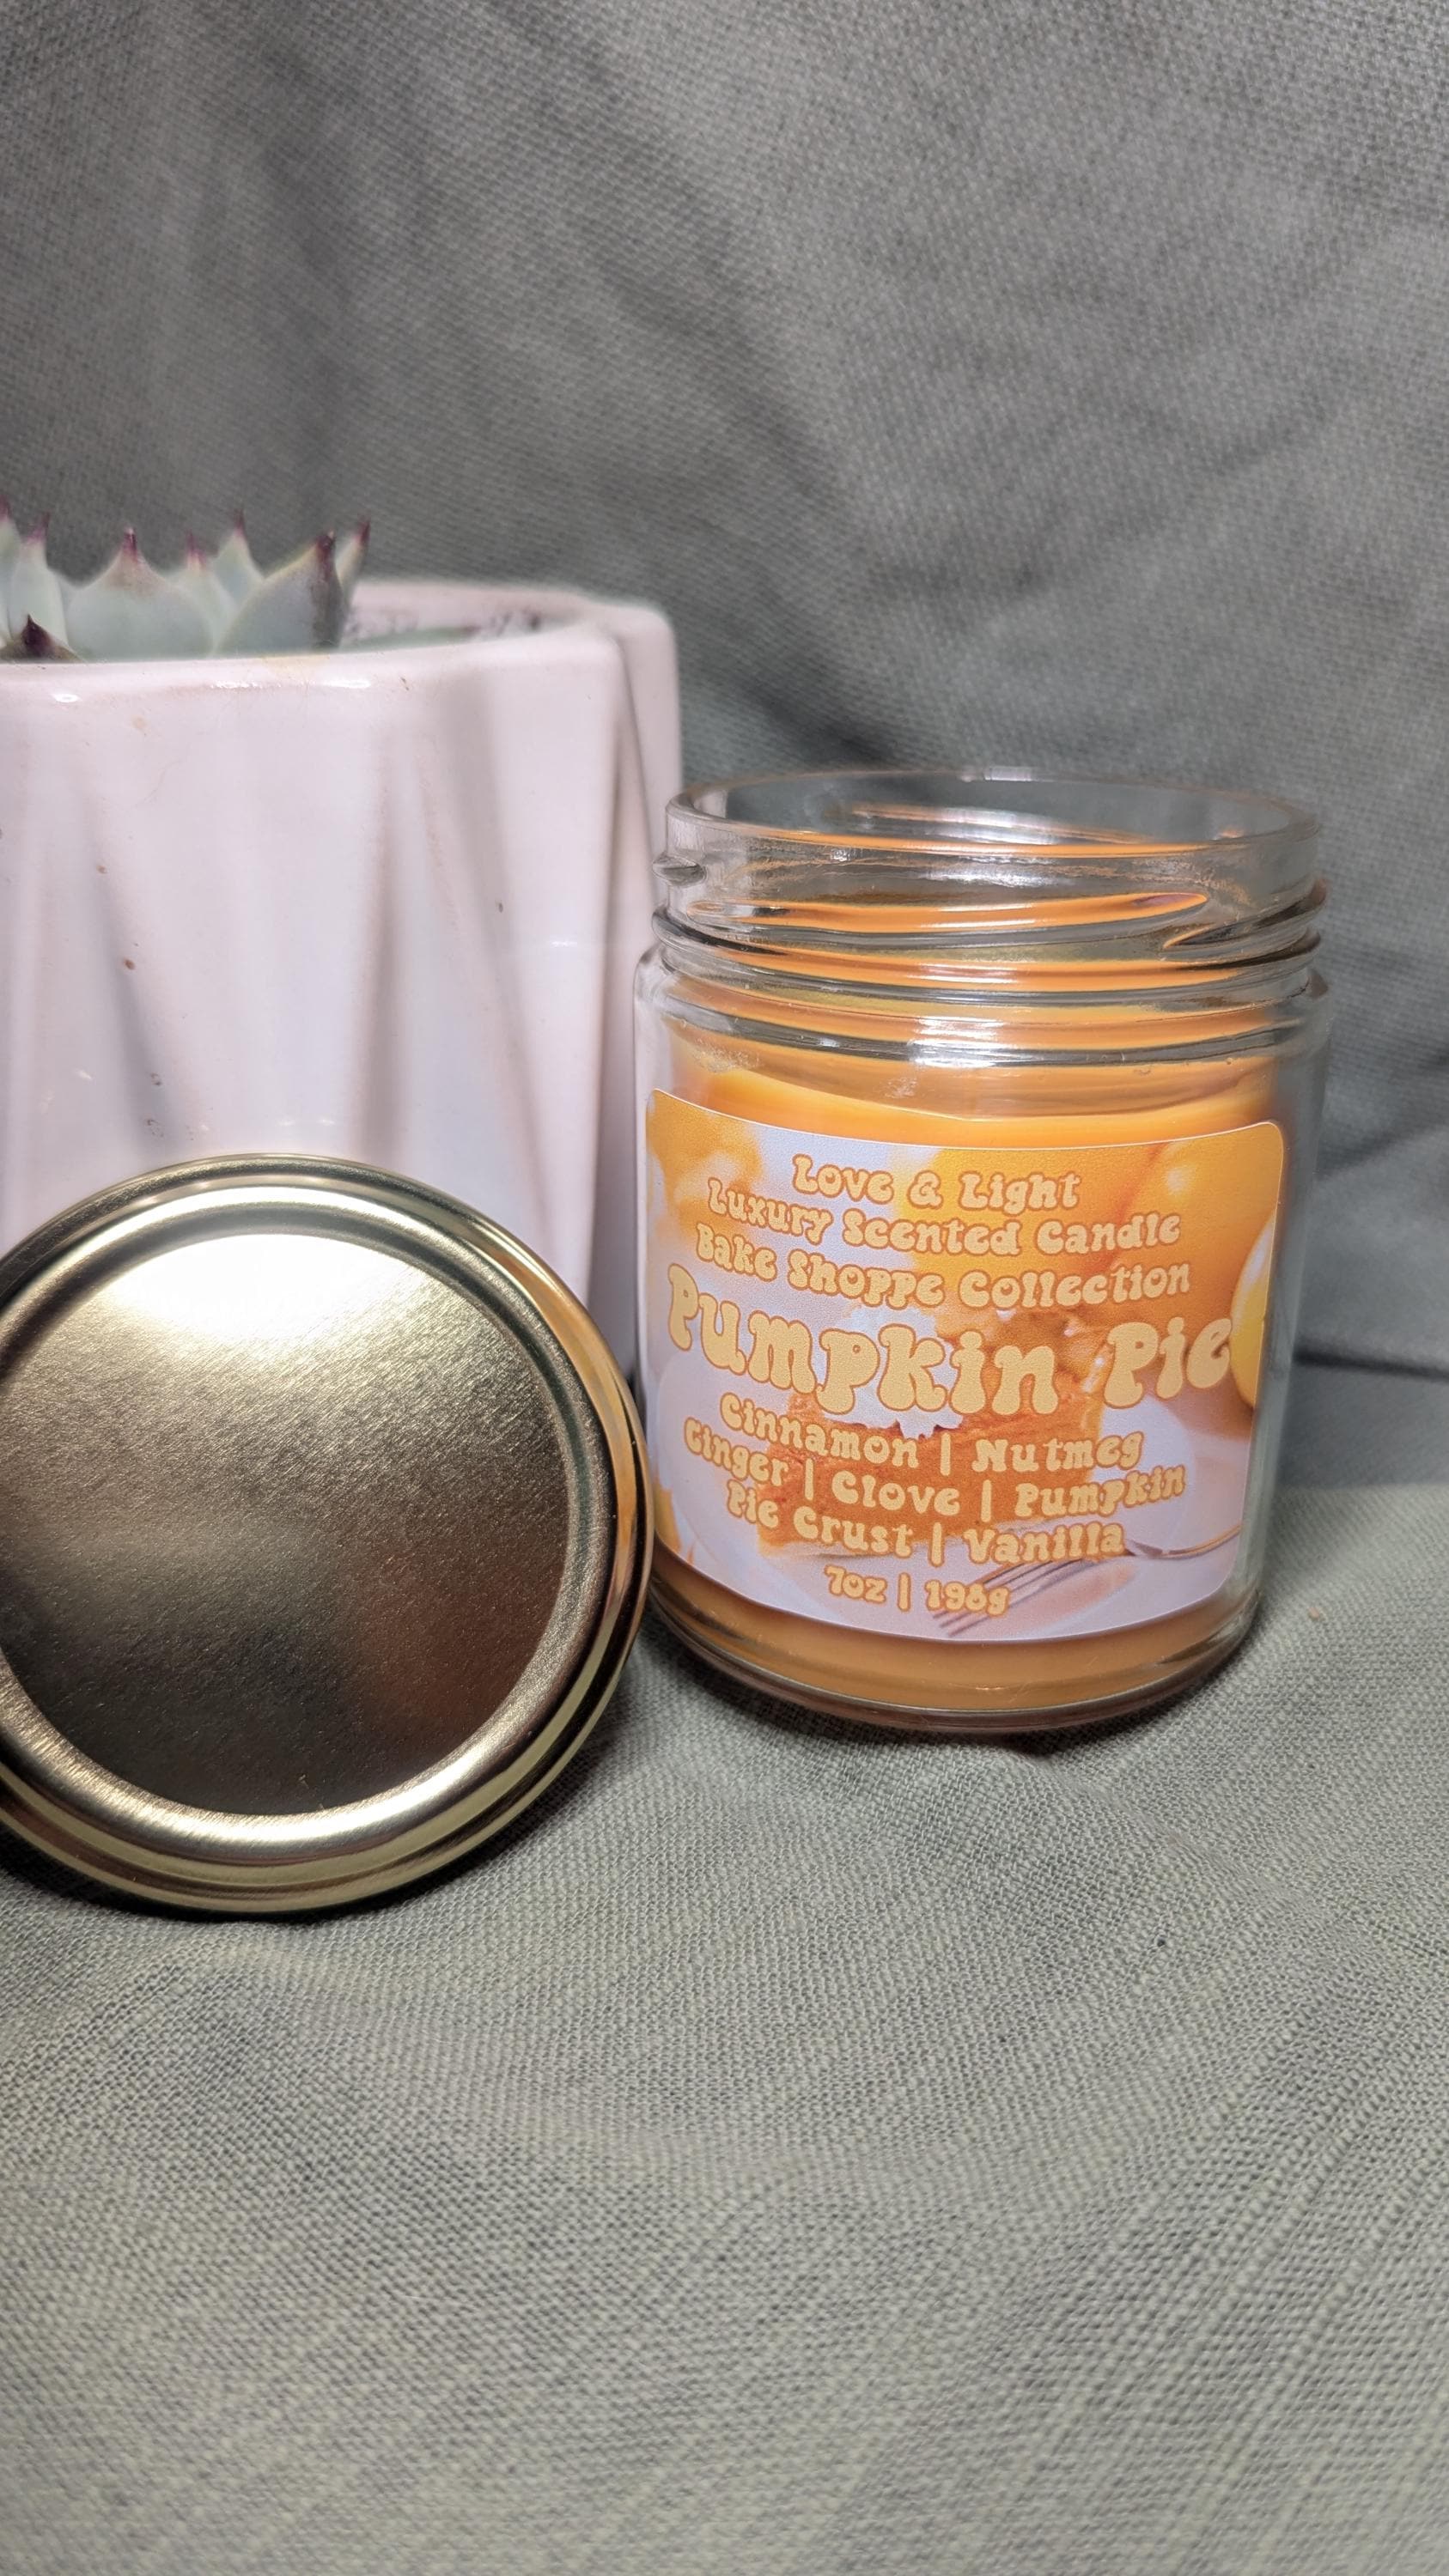 Love & Light
Luxury Scented Candle
Bake Shoppe Collection
Pumpkin Pie
Cinnamon | Nutmeg
Ginger | Clove | Pumpkin
Pie Crust | Vanilla
7oz | 198g